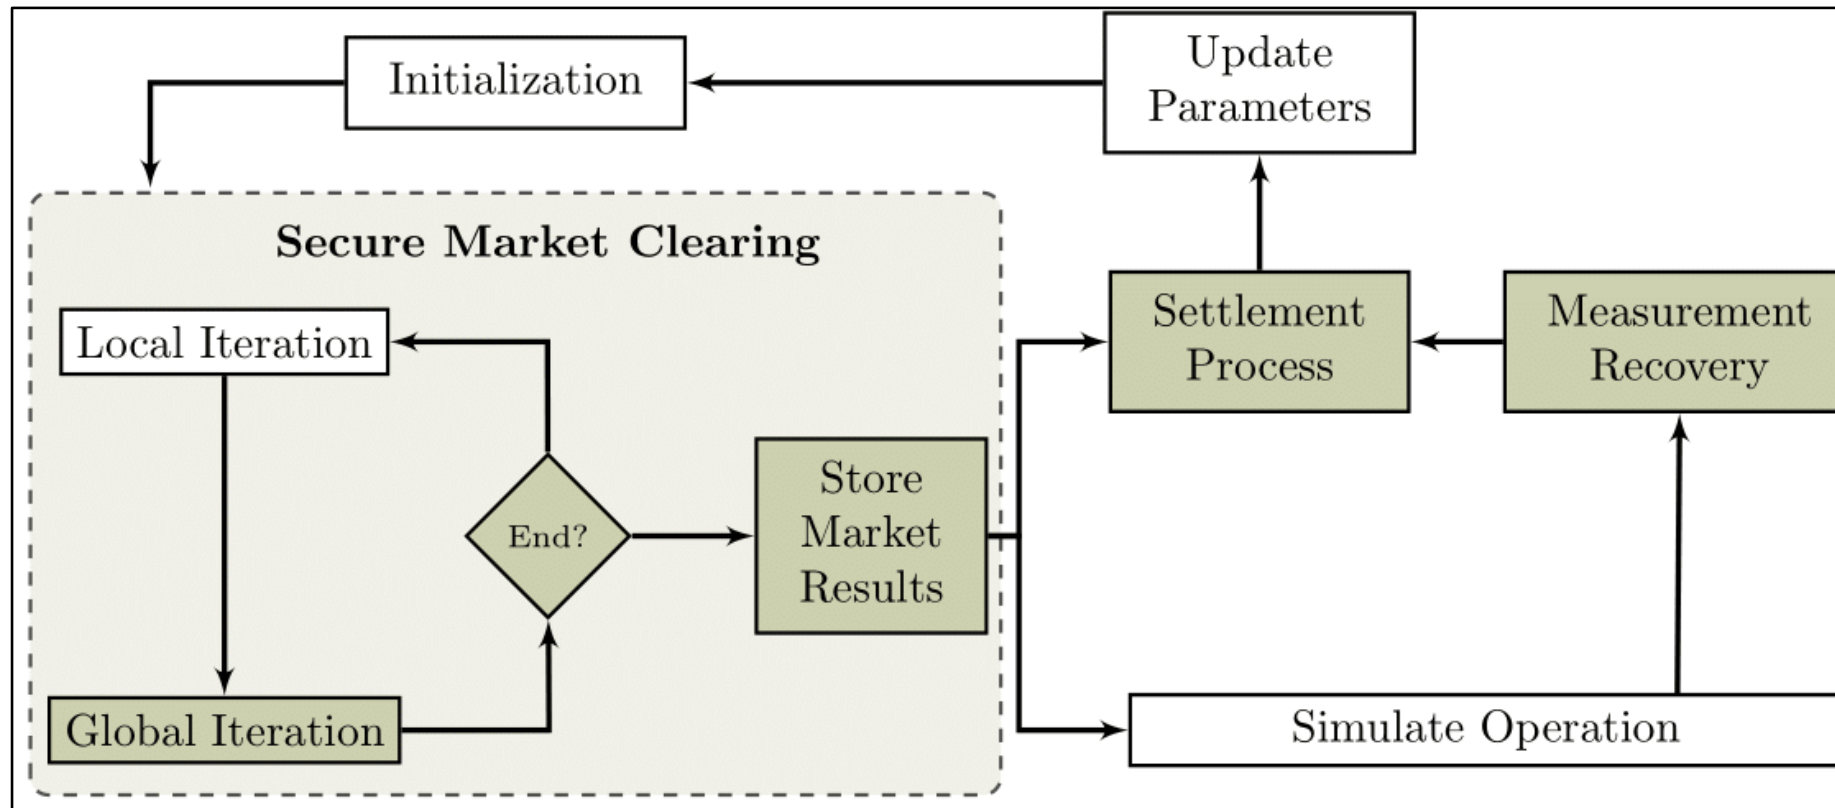 Initialization
Update
Parameters
Secure Market Clearing
Local Iteration
Settlement
Process
Measurement
Recovery
End?
Store
Market
Results
Global Iteration
Simulate Operation